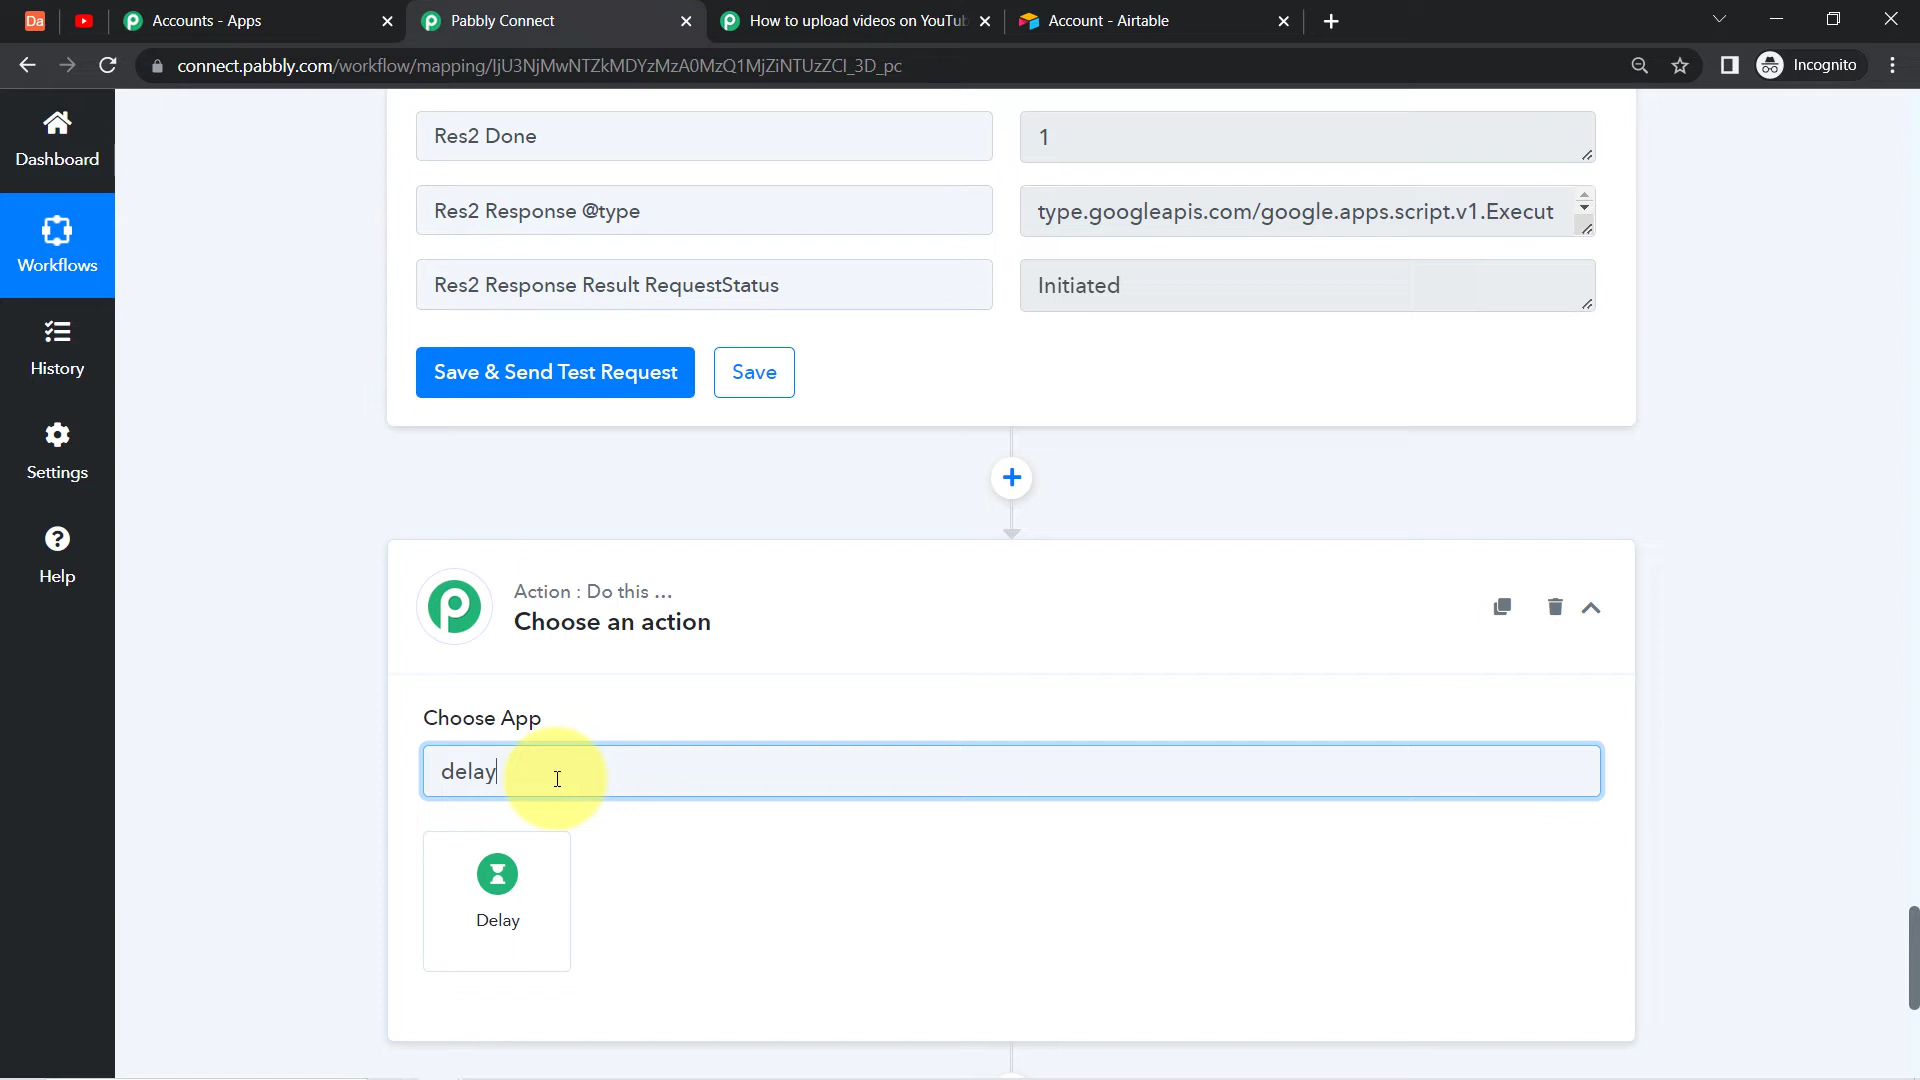 Da
Accounts - Apps
Pabbly Connect
How to upload videos on YouTub
Account - Airtable
connect.pabbly.com/workflow/mapping/IjU3NjMwNTZkMDYzMzA0MzQ1MjZiNTUzZCI_3D_pc
Incognito
Dashboard
Workflows
History
Settings
Help
Res2 Done
1
Res2 Response @type
type.googleapis.com/google.apps.script.v1.Execut
Res2 Response Result RequestStatus
Initiated
Save & Send Test Request
Save
Action : Do this ...
Choose an action
Choose App
delay
Delay